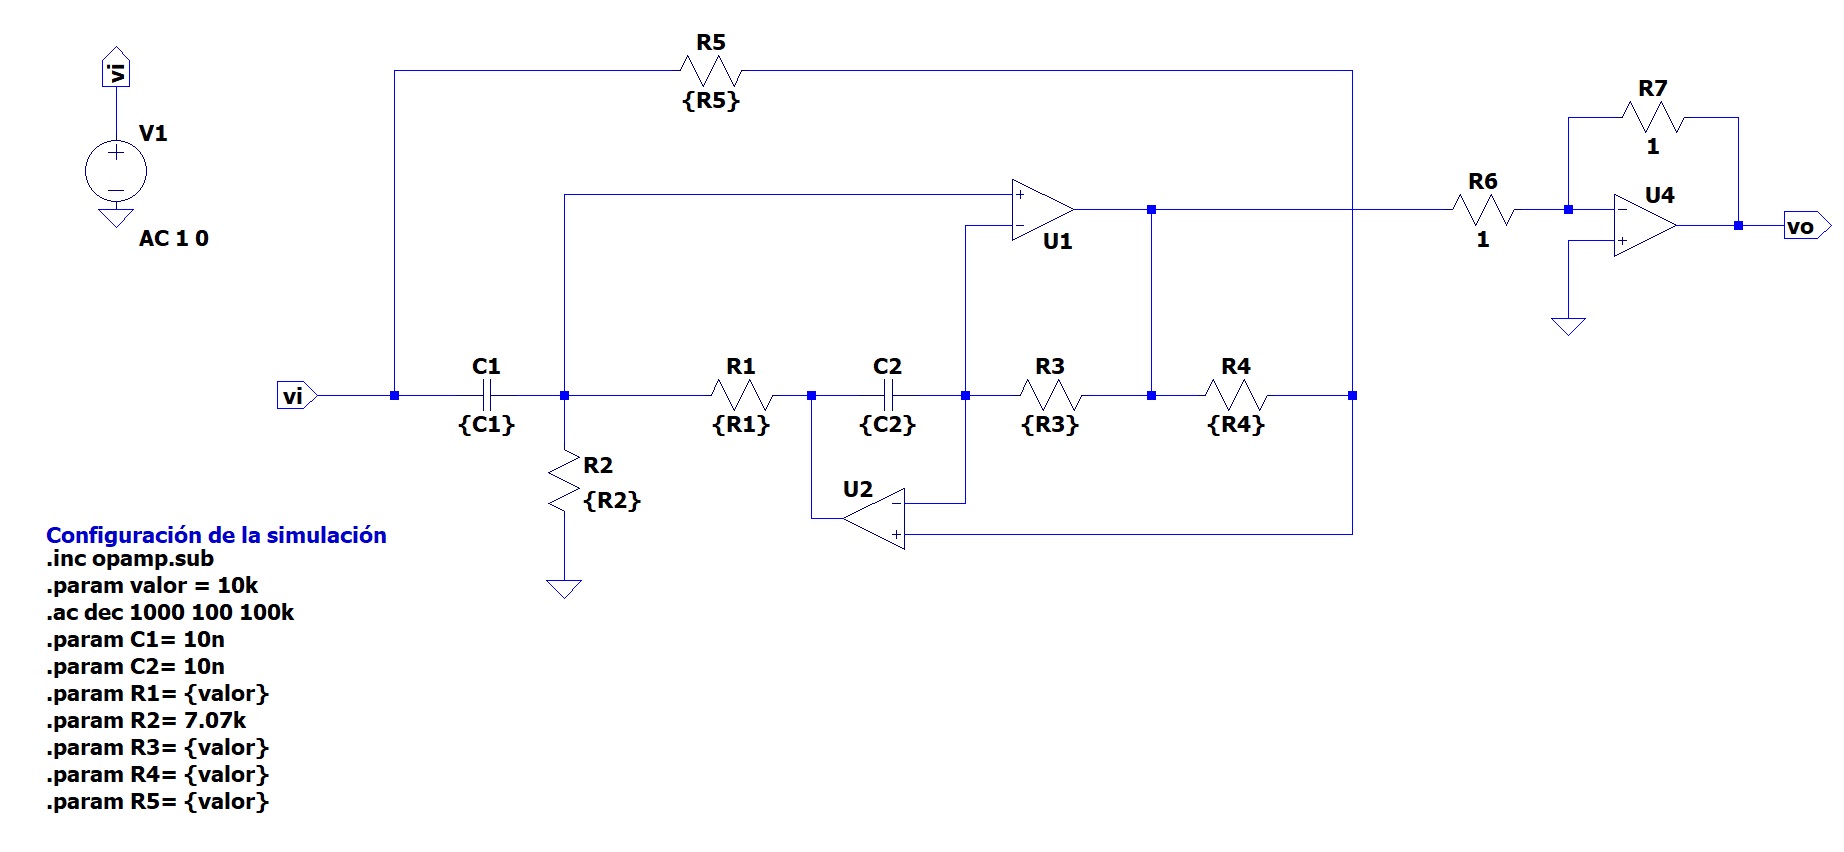 R5
{R5}
vi
V1
AC 1 0
R7
1
R6
1
U4
vo
+
−
+
−
U1
−
+
vi
C1
{C1}
R1
{R1}
C2
{C2}
R3
{R3}
R4
{R4}
R2
{R2}
U2
−
+
Configuración de la simulación
.inc opamp.sub
.param valor = 10k
.ac dec 1000 100 100k
.param C1= 10n
.param C2= 10n
.param R1= {valor}
.param R2= 7.07k
.param R3= {valor}
.param R4= {valor}
.param R5= {valor}